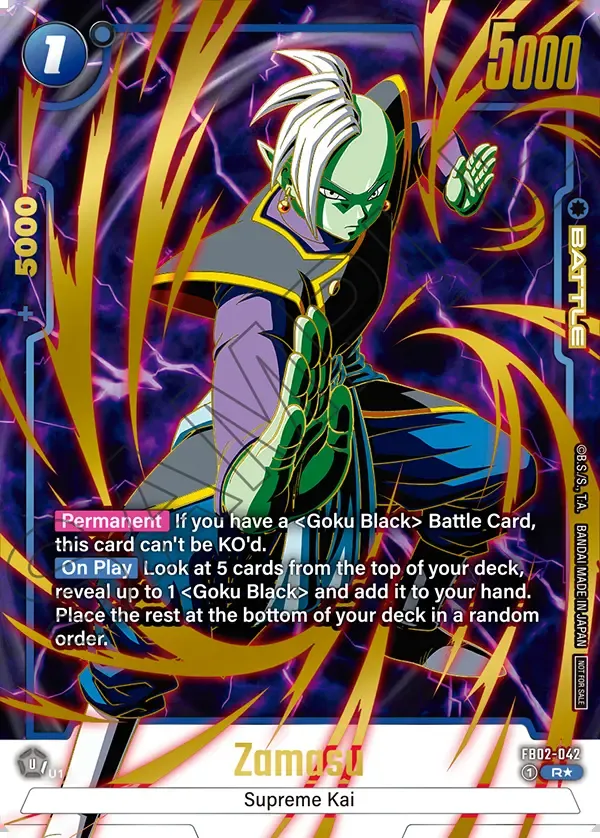 1
5000
+ 5000
BATTLE
SAMPLE
Permanent If you have a <Goku Black> Battle Card,
this card can't be KO'd.
On Play Look at 5 cards from the top of your deck,
reveal up to 1 <Goku Black> and add it to your hand.
Place the rest at the bottom of your deck in a random
order.
©B.S./S., T.A. BANDAI MADE IN JAPAN
NOT FOR SALE
U/U1
Zamasu
FB02-042
1 R★
Supreme Kai